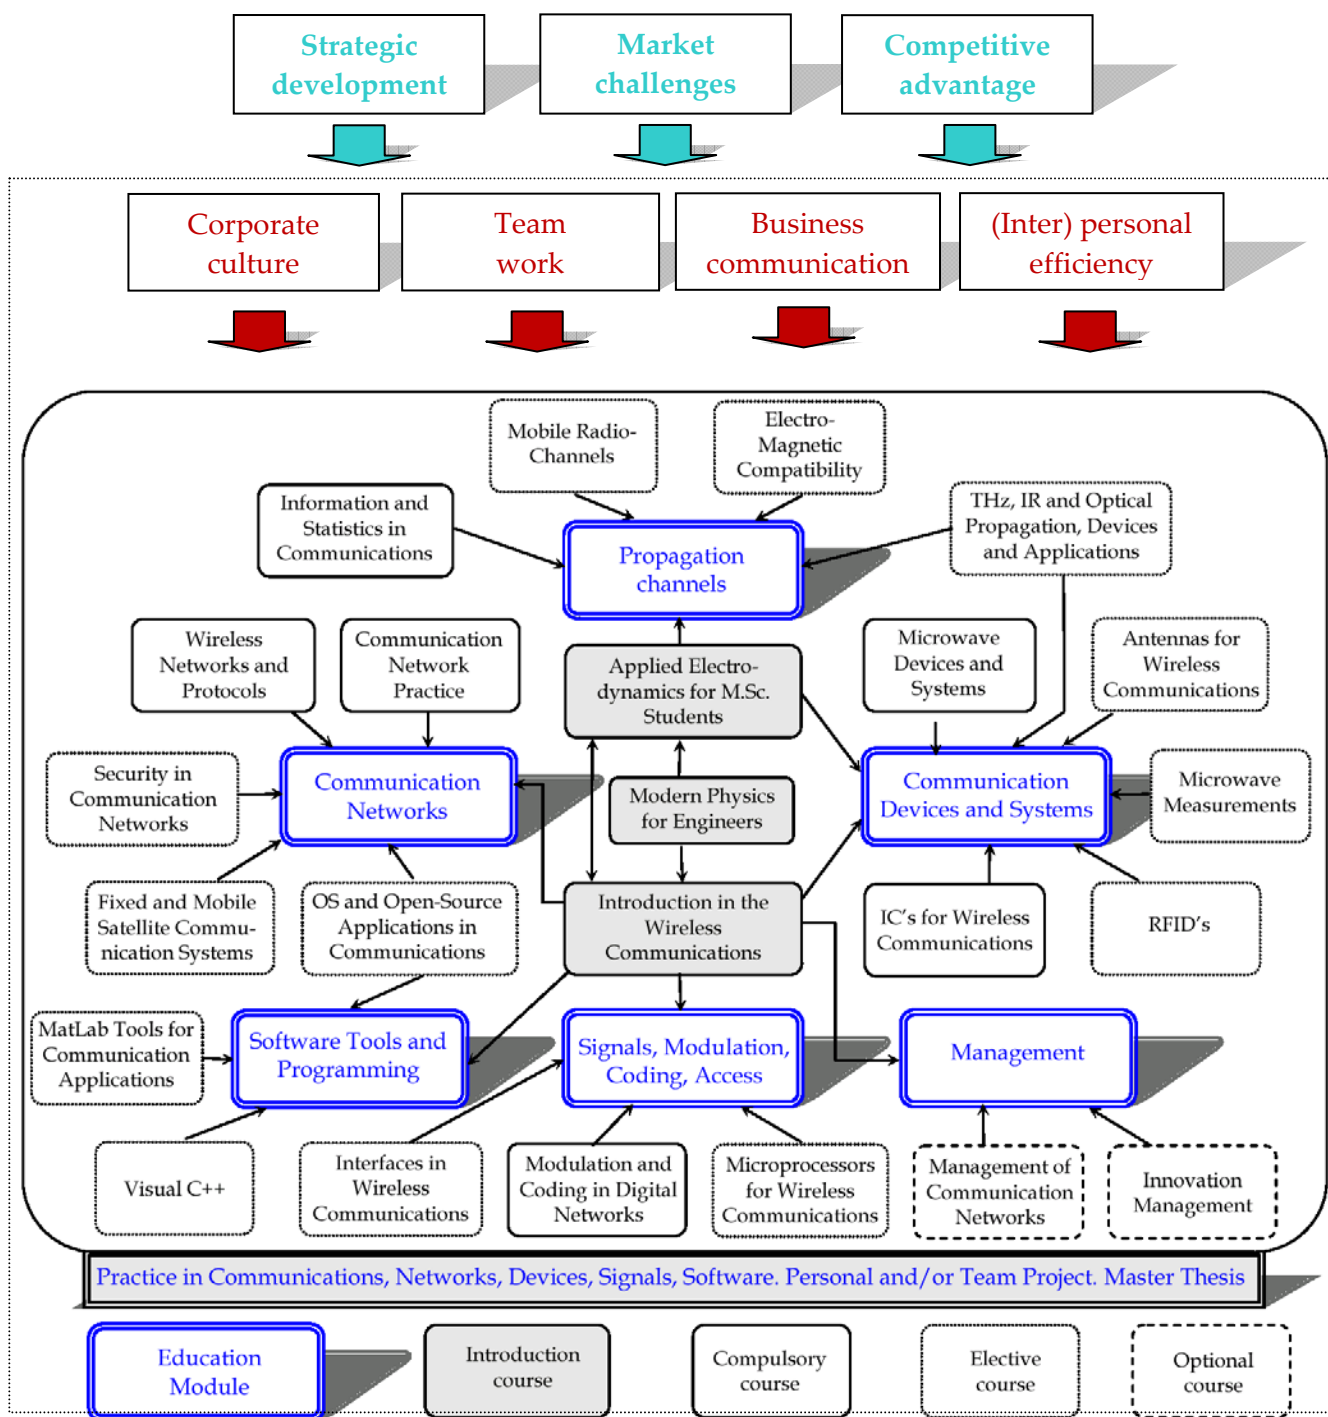 Strategic
development
Market
challenges
Competitive
advantage
Corporate
culture
Team
work
Business
communication
(Inter) personal
efficiency
Mobile Radio-
Channels
Electro-
Magnetic
Compatibility
Information and
Statistics in
Communications
THz, IR and Optical
Propagation, Devices
and Applications
Propagation
channels
Wireless
Networks and
Protocols
Communication
Network
Practice
Applied Electro-
dynamics for M.Sc.
Students
Microwave
Devices and
Systems
Antennas for
Wireless
Communications
Security in
Communication
Networks
Communication
Networks
Modern Physics
for Engineers
Communication
Devices and Systems
Microwave
Measurements
Fixed and Mobile
Satellite Commu-
nication Systems
OS and Open-Source
Applications in
Communications
Introduction in the
Wireless
Communications
IC's for Wireless
Communications
RFID's
MatLab Tools for
Communication
Applications
Software Tools and
Programming
Signals, Modulation,
Coding, Access
Management
Visual C++
Interfaces in
Wireless
Communications
Modulation and
Coding in Digital
Networks
Microprocessors
for Wireless
Communications
Management of
Communication
Networks
Innovation
Management
Practice in Communications, Networks, Devices, Signals, Software. Personal and/or Team Project. Master Thesis
Education
Module
Introduction
course
Compulsory
course
Elective
course
Optional
course